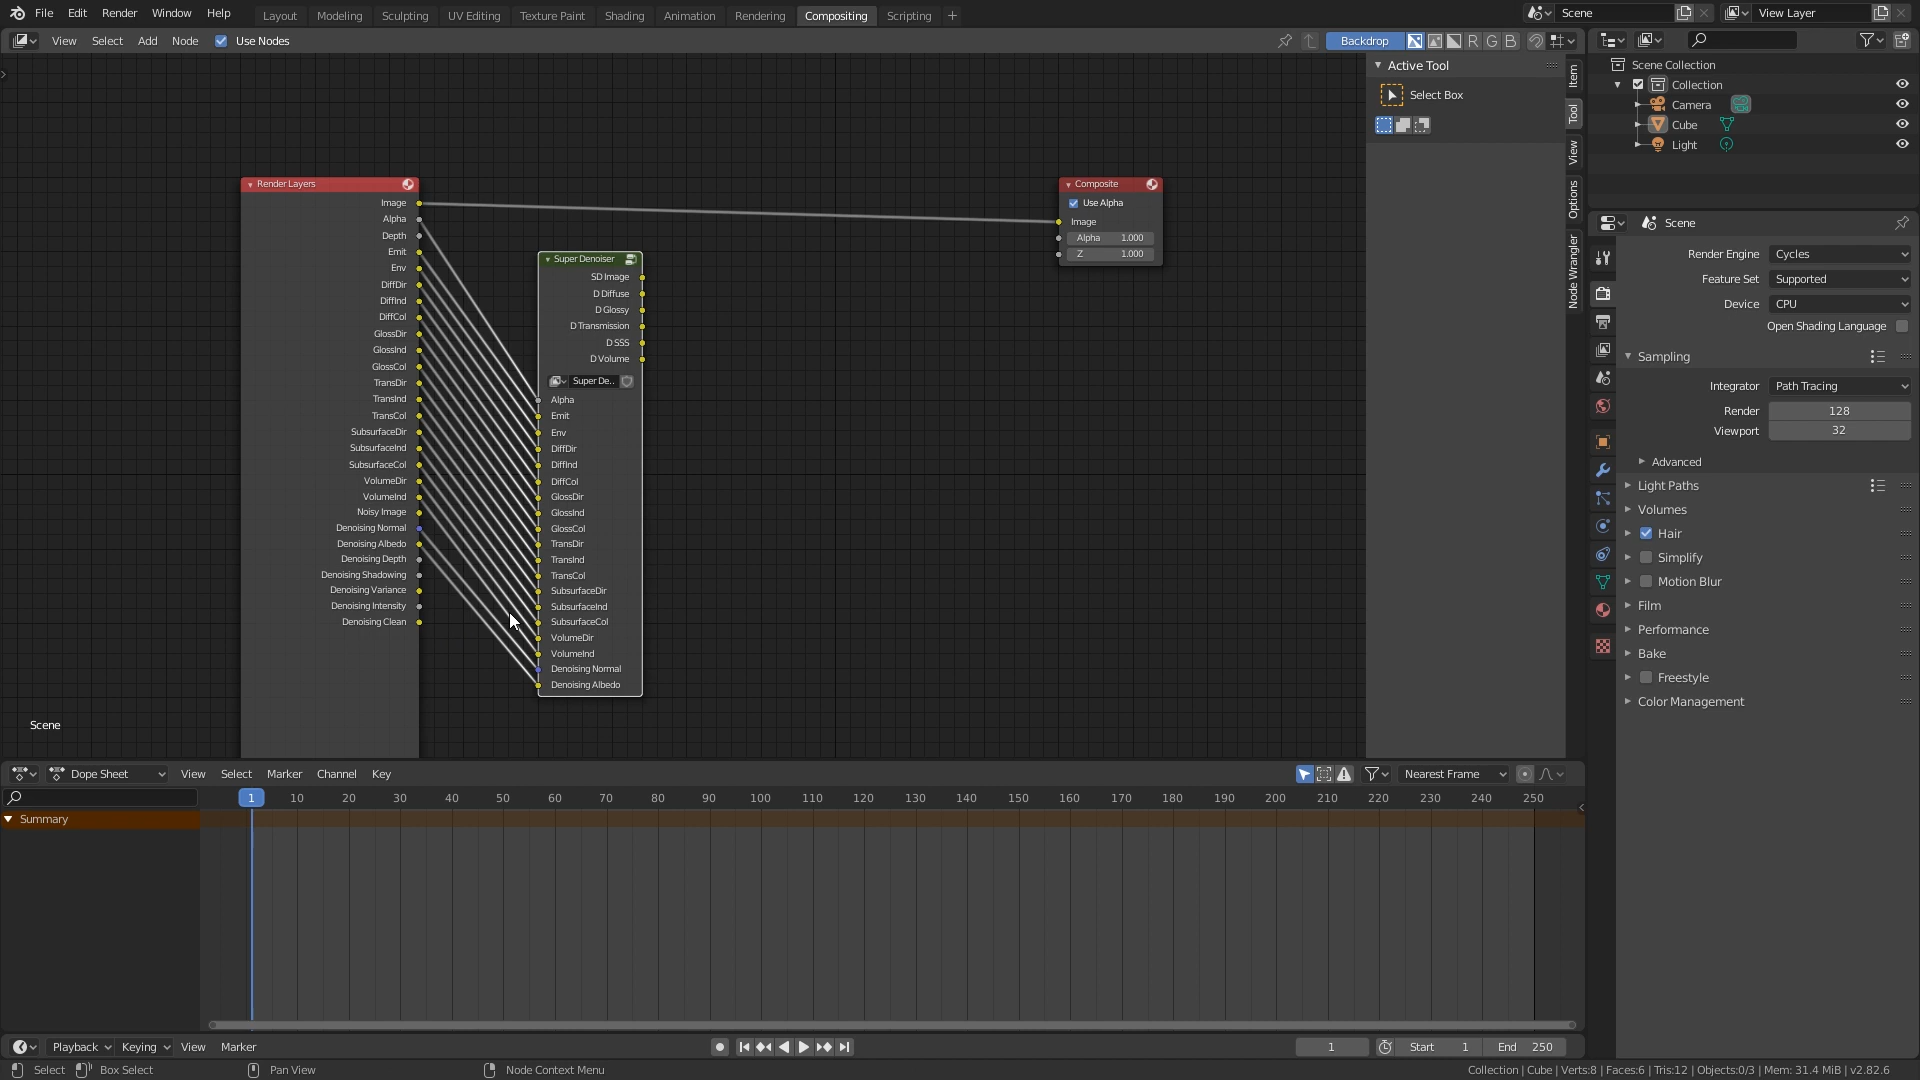 File Edit Render Window Help
Layout Modeling Sculpting UV Editing Texture Paint Shading Animation Rendering Compositing Scripting +
Scene
View Layer
View Select Add Node Use Nodes
Backdrop
R G B
Active Tool
Select Box
Item
Tool
View
Options
Node Wrangler
Scene Collection
Collection
Camera
Cube
Light
Render Layers
Image
Alpha
Depth
Emit
Env
DiffDir
DiffInd
DiffCol
GlossDir
GlossInd
GlossCol
TransDir
TransInd
TransCol
SubsurfaceDir
SubsurfaceInd
SubsurfaceCol
VolumeDir
VolumeInd
Noisy Image
Denoising Normal
Denoising Albedo
Denoising Depth
Denoising Shadowing
Denoising Variance
Denoising Intensity
Denoising Clean
Super Denoiser
SD Image
D Diffuse
D Glossy
D Transmission
D SSS
D Volume
Super De..
Alpha
Emit
Env
DiffDir
DiffInd
DiffCol
GlossDir
GlossInd
GlossCol
TransDir
TransInd
TransCol
SubsurfaceDir
SubsurfaceInd
SubsurfaceCol
VolumeDir
VolumeInd
Denoising Normal
Denoising Albedo
Composite
Use Alpha
Image
Alpha 1.000
Z 1.000
Scene
Scene
Render Engine Cycles
Feature Set Supported
Device CPU
Open Shading Language
Sampling
Integrator Path Tracing
Render 128
Viewport 32
Advanced
Light Paths
Volumes
Hair
Simplify
Motion Blur
Film
Performance
Bake
Freestyle
Color Management
Dope Sheet View Select Marker Channel Key
Nearest Frame
1 10 20 30 40 50 60 70 80 90 100 110 120 130 140 150 160 170 180 190 200 210 220 230 240 250
Summary
Playback Keying View Marker
1 Start 1 End 250
Select Box Select Pan View Node Context Menu
Collection | Cube | Verts:8 | Faces:6 | Tris:12 | Objects:0/3 | Mem: 31.4 MiB | v2.82.6